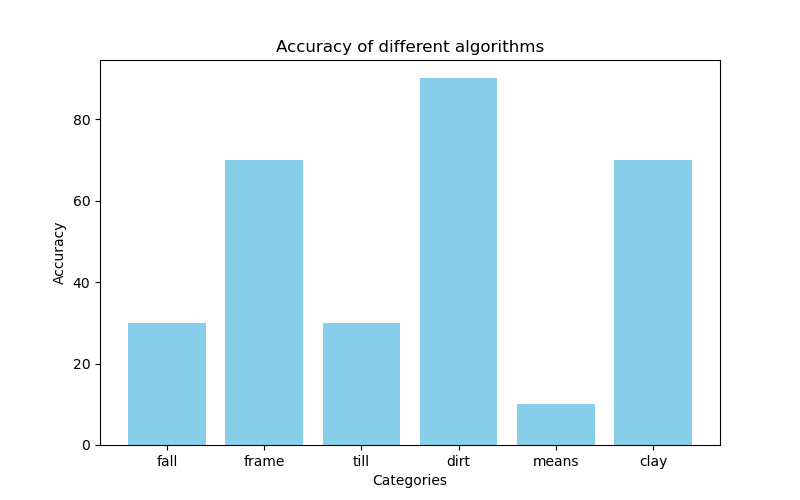 Accuracy of different algorithms
Accuracy
80
60
40
20
0
fall frame till dirt means clay
Categories